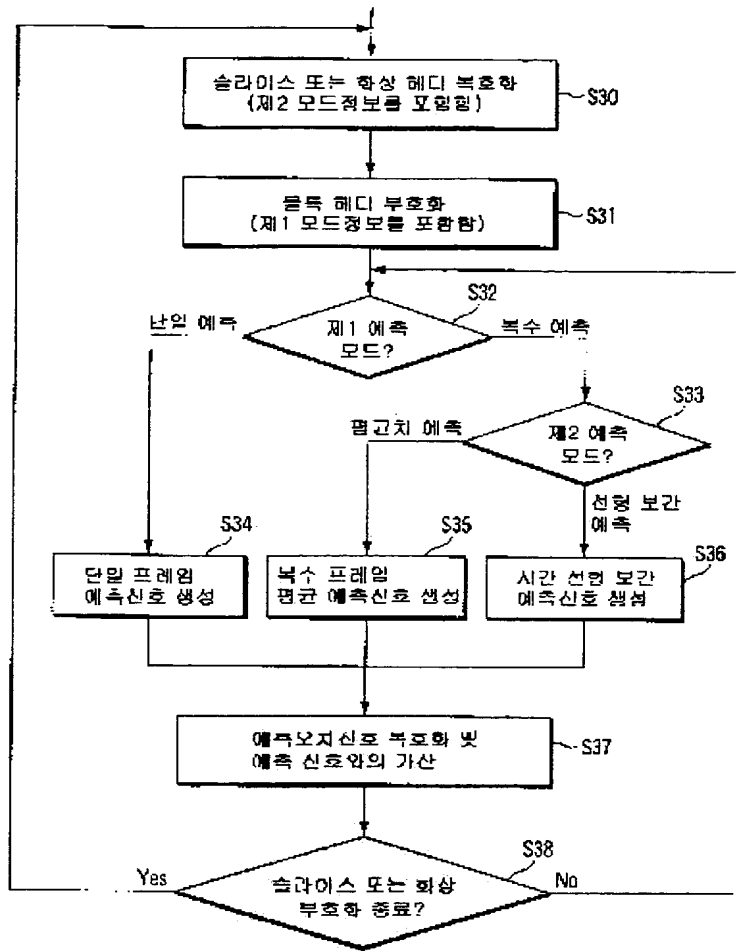 슬라이스 또는 화상 헤더 복호화
(제2 모드정보를 포함함)
S30
블록 헤더 부호화
(제1 모드정보를 포함함)
S31
S32
단일 예측
제1 예측
모드?
복수 예측
S33
평균치 예측
제2 예측
모드?
선형 보간
예측
S34
S35
S36
단일 프레임
예측신호 생성
복수 프레임
평균 예측신호 생성
시간 선형 보간
예측신호 생성
예측오차신호 복호화 및
예측 신호와의 가산
S37
S38
Yes
슬라이스 또는 화상
부호화 종료?
No